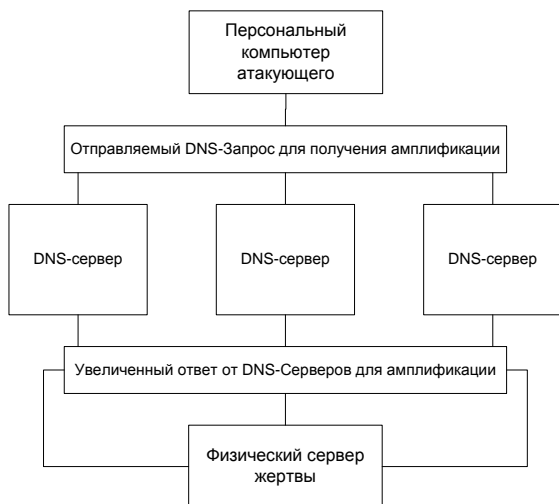 Персональный
компьютер
атакующего
Отправляемый DNS-Запрос для получения амплификации
DNS-сервер
DNS-сервер
DNS-сервер
Увеличенный ответ от DNS-Серверов для амплификации
Физический сервер
жертвы